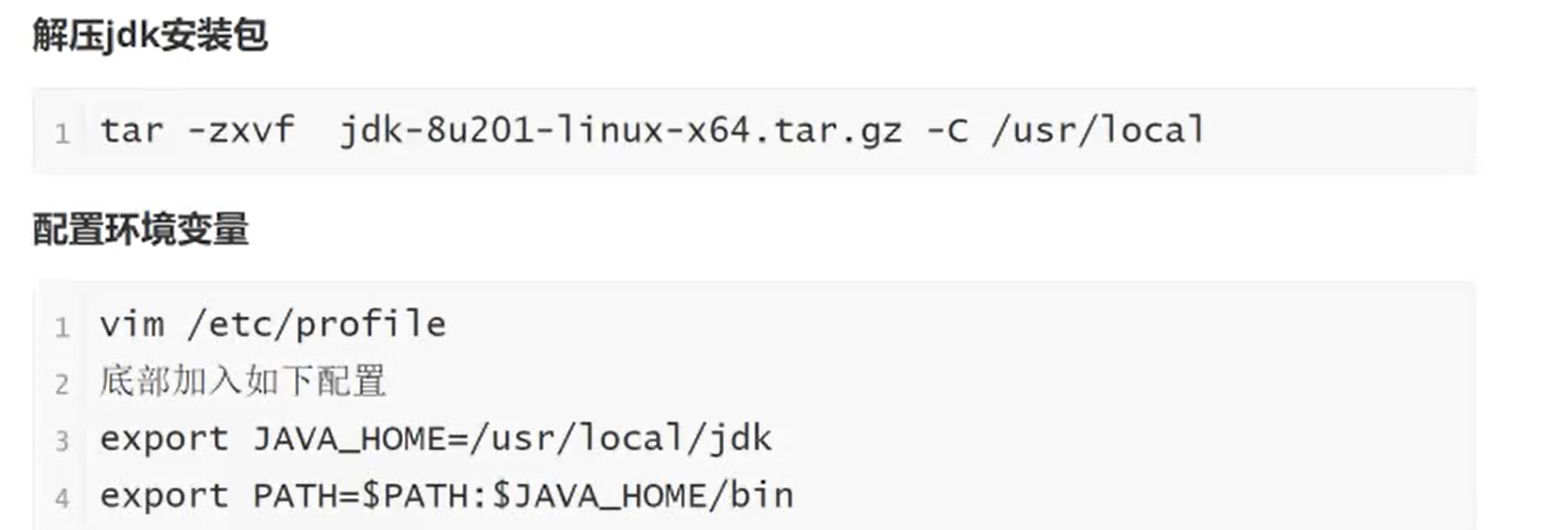 解压jdk安装包
1 tar -zxvf  jdk-8u201-linux-x64.tar.gz -C /usr/local
配置环境变量
1 vim /etc/profile
2 底部加入如下配置
3 export JAVA_HOME=/usr/local/jdk
4 export PATH=$PATH:$JAVA_HOME/bin